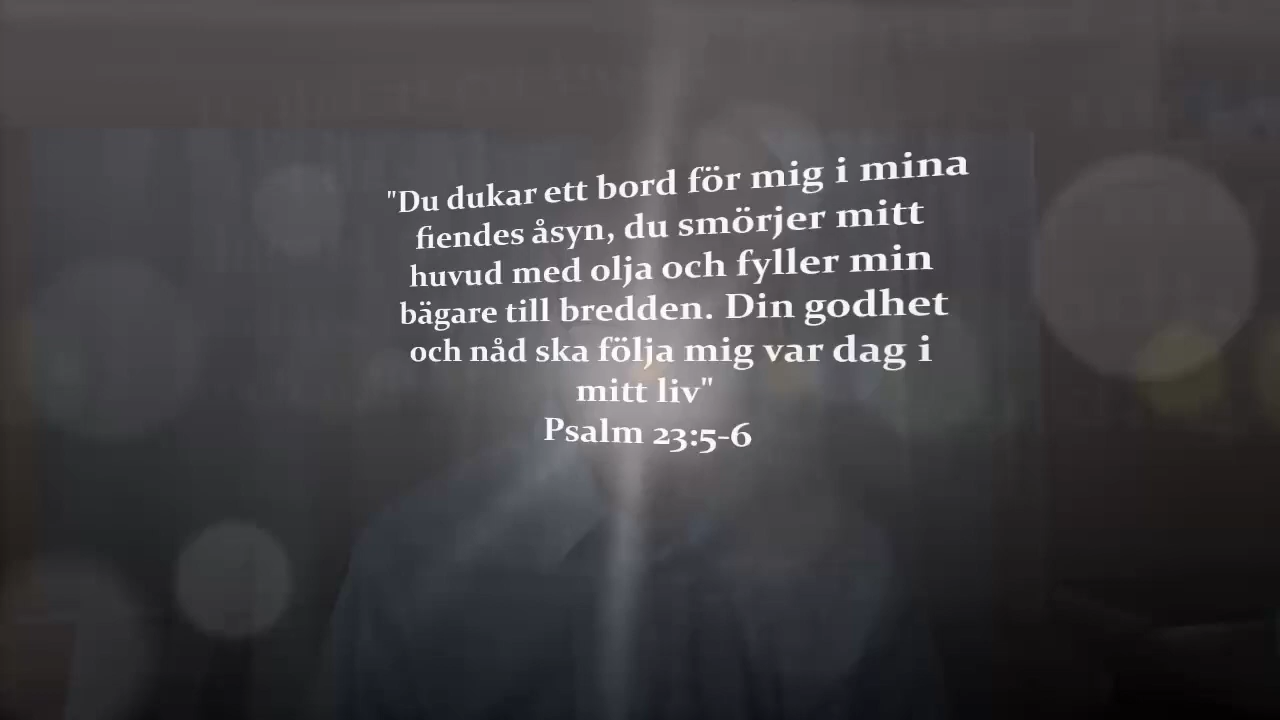 "Du dukar ett bord för mig i mina
fiendes åsyn, du smörjer mitt
huvud med olja och fyller min
bägare till bredden. Din godhet
och nåd ska följa mig var dag i
mitt liv"
Psalm 23:5-6